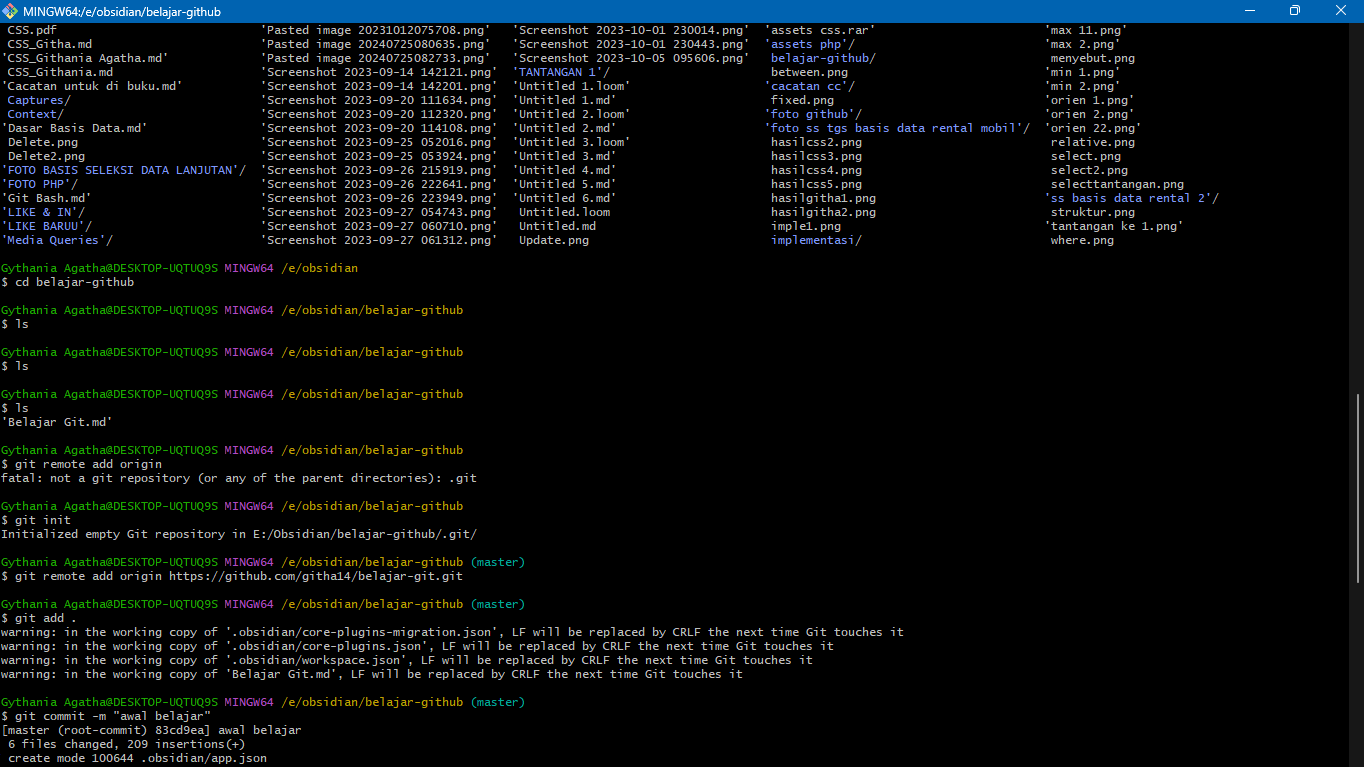 MINGW64:/e/obsidian/belajar-github
CSS.pdf 'Pasted image 20231012075708.png' 'Screenshot 2023-10-01 230014.png' 'assets css.rar' 'max 11.png'
CSS_Githa.md 'Pasted image 20240725080635.png' 'Screenshot 2023-10-01 230443.png' 'assets php'/ 'max 2.png'
'CSS_Githania Agatha.md' 'Pasted image 20240725082733.png' 'Screenshot 2023-10-05 095606.png' belajar-github/ menyebut.png
CSS_Githania.md 'Screenshot 2023-09-14 142121.png' 'TANTANGAN 1'/ between.png 'min 1.png'
'Cacatan untuk di buku.md' 'Screenshot 2023-09-14 142201.png' 'Untitled 1.loom' 'cacatan cc'/ 'min 2.png'
Captures/ 'Screenshot 2023-09-20 111634.png' 'Untitled 1.md' fixed.png 'orien 1.png'
Context/ 'Screenshot 2023-09-20 112320.png' 'Untitled 2.loom' 'foto github'/ 'orien 2.png'
'Dasar Basis Data.md' 'Screenshot 2023-09-20 114108.png' 'Untitled 2.md' 'foto ss tgs basis data rental mobil'/ 'orien 22.png'
Delete.png 'Screenshot 2023-09-25 052016.png' 'Untitled 3.loom' hasilcss2.png relative.png
Delete2.png 'Screenshot 2023-09-25 053924.png' 'Untitled 3.md' hasilcss3.png select.png
'FOTO BASIS SELEKSI DATA LANJUTAN'/ 'Screenshot 2023-09-26 215919.png' 'Untitled 4.md' hasilcss4.png select2.png
'FOTO PHP'/ 'Screenshot 2023-09-26 222641.png' 'Untitled 5.md' hasilcss5.png selecttantangan.png
'Git Bash.md' 'Screenshot 2023-09-26 223949.png' 'Untitled 6.md' hasilgitha1.png 'ss basis data rental 2'/
'LIKE & IN'/ 'Screenshot 2023-09-27 054743.png' Untitled.loom hasilgitha2.png struktur.png
'LIKE BARUU'/ 'Screenshot 2023-09-27 060710.png' Untitled.md imple1.png 'tantangan ke 1.png'
'Media Queries'/ 'Screenshot 2023-09-27 061312.png' Update.png implementasi/ where.png
Gythania Agatha@DESKTOP-UQTUQ9S MINGW64 /e/obsidian
$ cd belajar-github
Gythania Agatha@DESKTOP-UQTUQ9S MINGW64 /e/obsidian/belajar-github
$ ls
Gythania Agatha@DESKTOP-UQTUQ9S MINGW64 /e/obsidian/belajar-github
$ ls
Gythania Agatha@DESKTOP-UQTUQ9S MINGW64 /e/obsidian/belajar-github
$ ls
'Belajar Git.md'
Gythania Agatha@DESKTOP-UQTUQ9S MINGW64 /e/obsidian/belajar-github
$ git remote add origin
fatal: not a git repository (or any of the parent directories): .git
Gythania Agatha@DESKTOP-UQTUQ9S MINGW64 /e/obsidian/belajar-github
$ git init
Initialized empty Git repository in E:/Obsidian/belajar-github/.git/
Gythania Agatha@DESKTOP-UQTUQ9S MINGW64 /e/obsidian/belajar-github (master)
$ git remote add origin https://github.com/githa14/belajar-git.git
Gythania Agatha@DESKTOP-UQTUQ9S MINGW64 /e/obsidian/belajar-github (master)
$ git add .
warning: in the working copy of '.obsidian/core-plugins-migration.json', LF will be replaced by CRLF the next time Git touches it
warning: in the working copy of '.obsidian/core-plugins.json', LF will be replaced by CRLF the next time Git touches it
warning: in the working copy of '.obsidian/workspace.json', LF will be replaced by CRLF the next time Git touches it
warning: in the working copy of 'Belajar Git.md', LF will be replaced by CRLF the next time Git touches it
Gythania Agatha@DESKTOP-UQTUQ9S MINGW64 /e/obsidian/belajar-github (master)
$ git commit -m "awal belajar"
[master (root-commit) 83cd9ea] awal belajar
6 files changed, 209 insertions(+)
create mode 100644 .obsidian/app.json